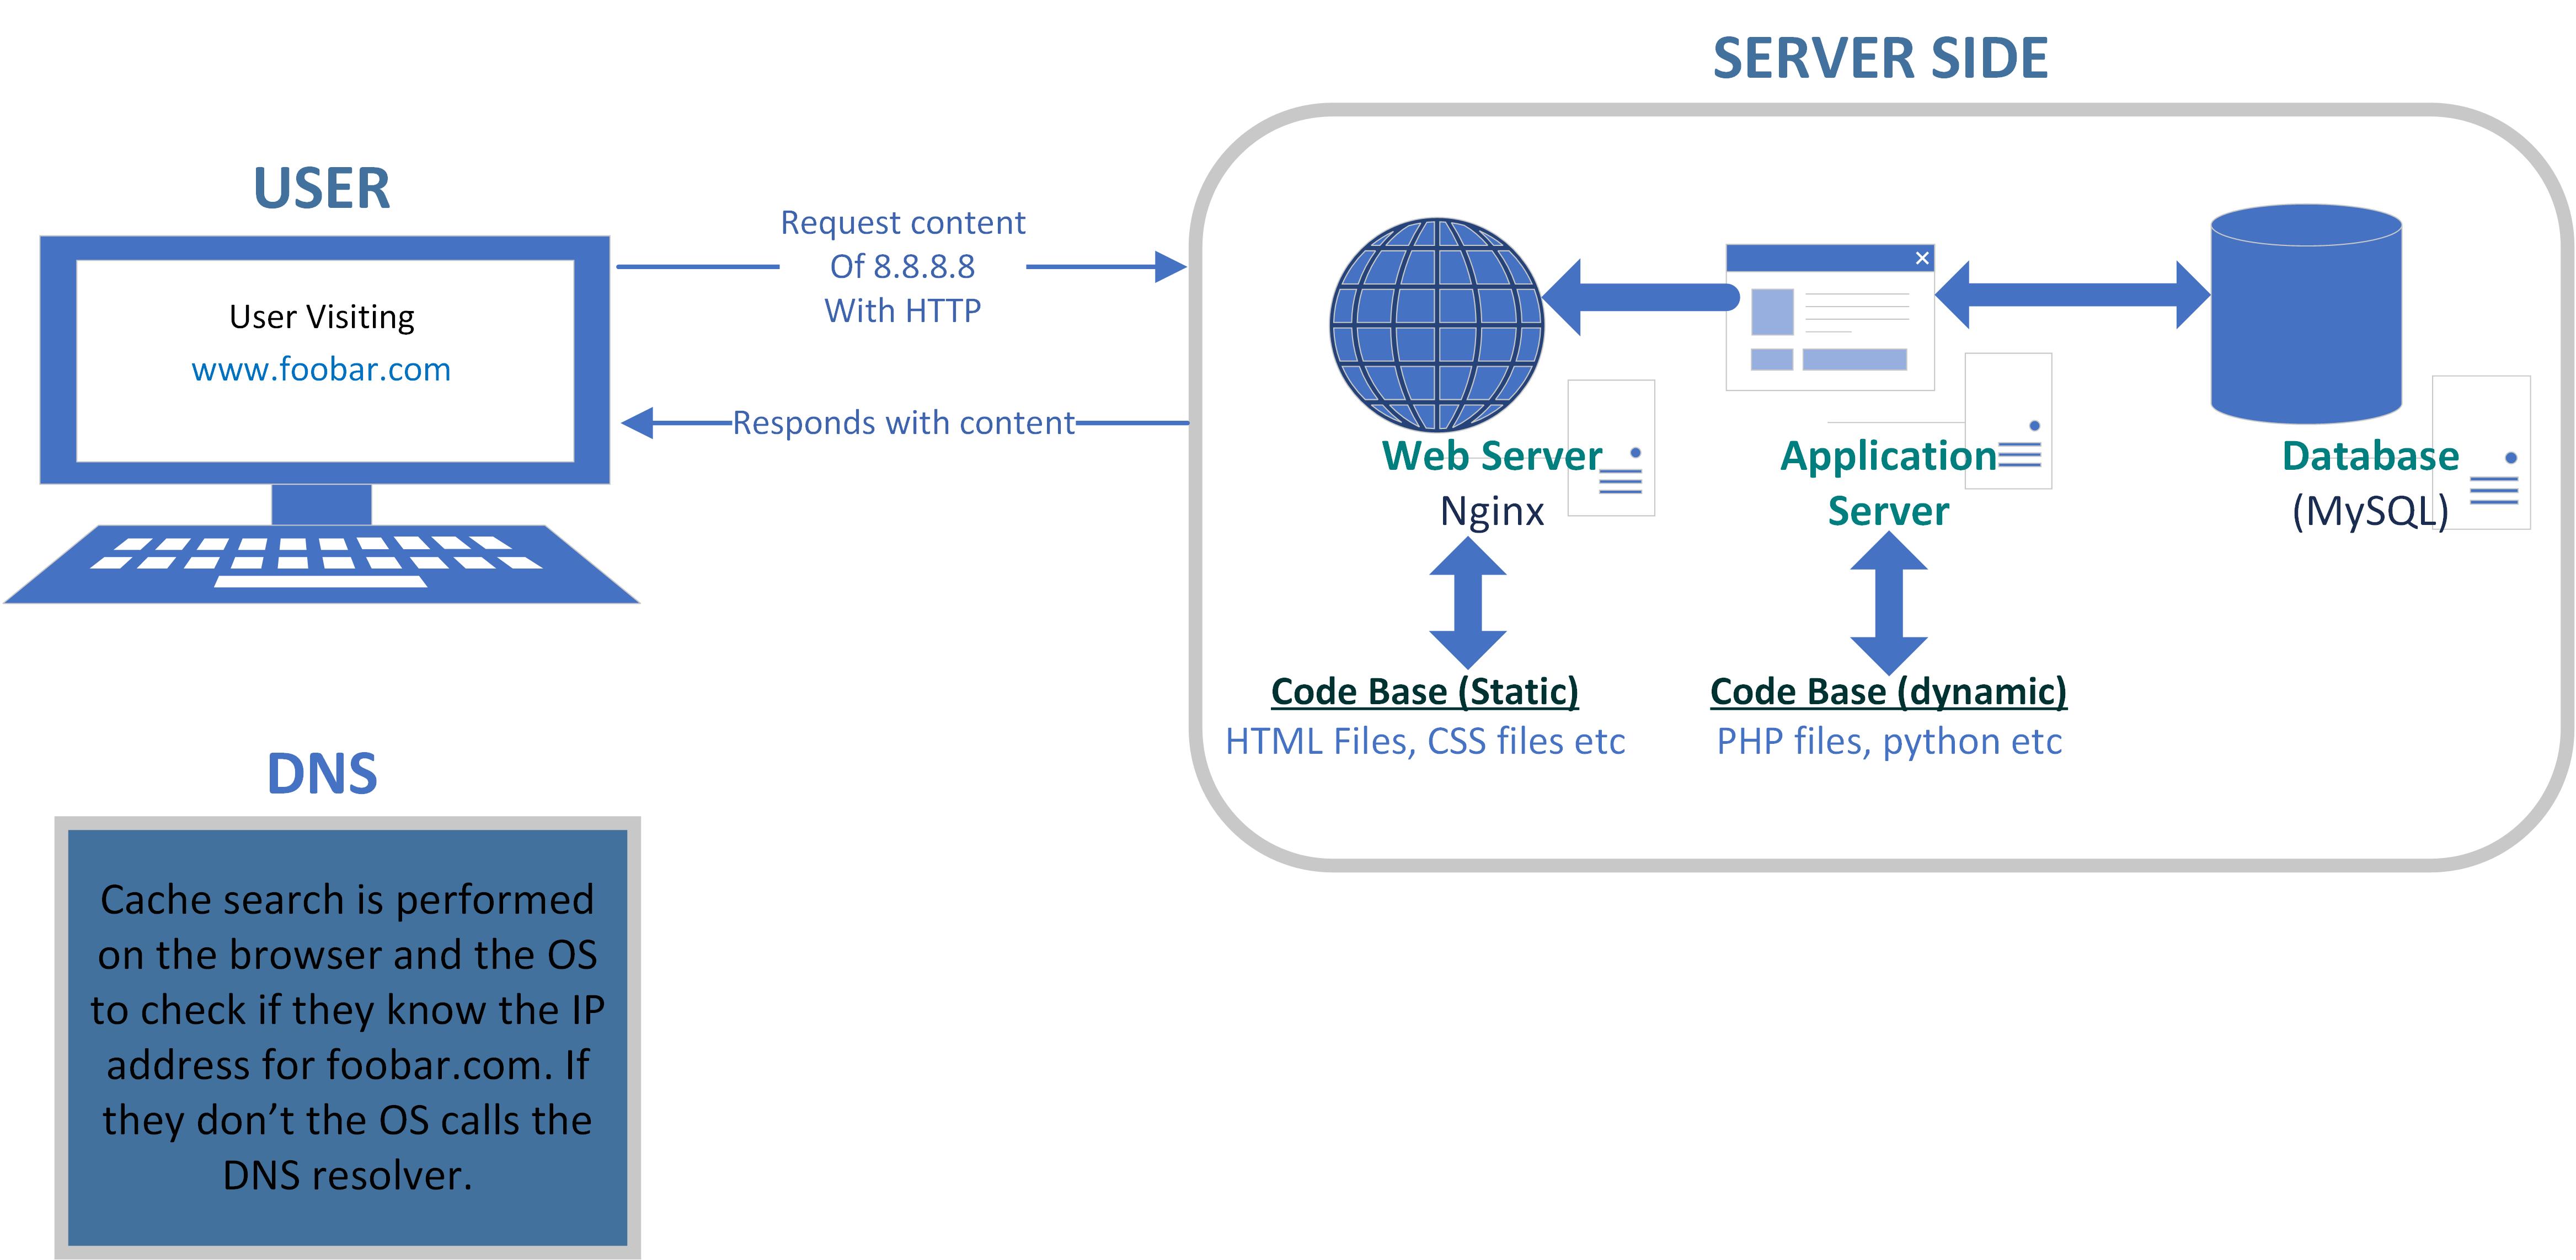 SERVER SIDE
USER
User Visiting
www.foobar.com
Request content
Of 8.8.8.8
With HTTP
Responds with content
Web Server
Nginx
Application
Server
Database
(MySQL)
Code Base (Static)
HTML Files, CSS files etc
Code Base (dynamic)
PHP files, python etc
DNS
Cache search is performed
on the browser and the OS
to check if they know the IP
address for foobar.com. If
they don’t the OS calls the
DNS resolver.